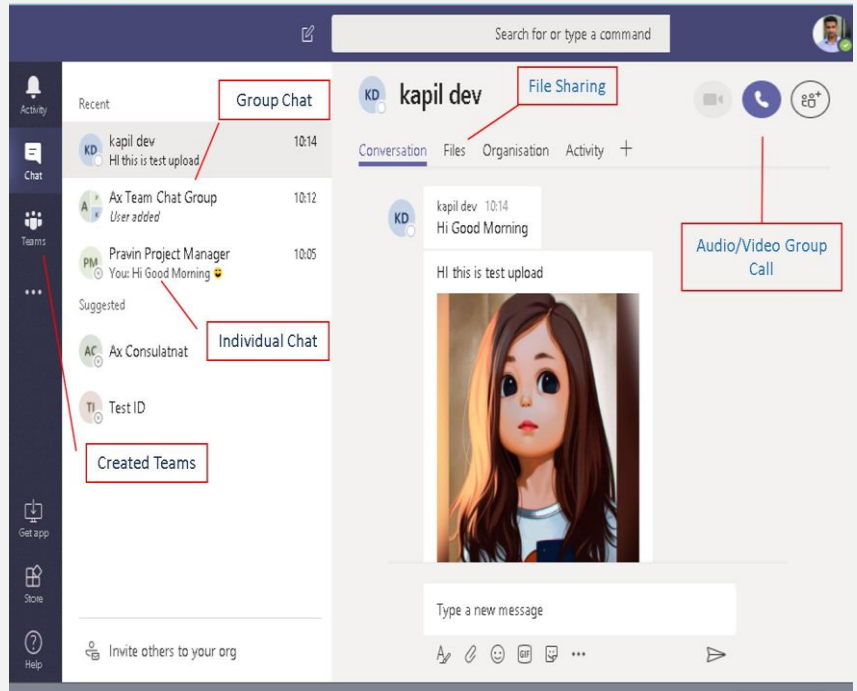 Search for or type a command
Activity
Chat
Teams
Get app
Store
Help
Recent
Group Chat
KD
kapil dev
10:14
HI this is test upload
A
P
K
Ax Team Chat Group
10:12
User added
PM
Pravin Project Manager
10:05
You: Hi Good Morning 😀
Suggested
Individual Chat
AC
Ax Consulatnat
TI
Test ID
Created Teams
Invite others to your org
KD
kapil dev
File Sharing
Conversation Files Organisation Activity +
Audio/Video Group
Call
KD
kapil dev 10:14
Hi Good Morning
HI this is test upload
Type a new message
GIF